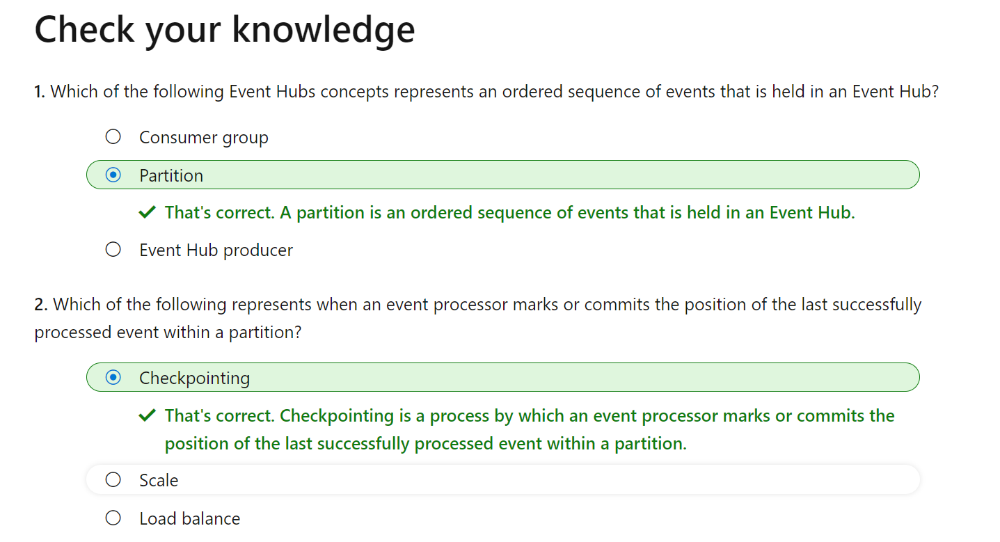 Check your knowledge
1. Which of the following Event Hubs concepts represents an ordered sequence of events that is held in an Event Hub?
Consumer group
Partition
That's correct. A partition is an ordered sequence of events that is held in an Event Hub.
Event Hub producer
2. Which of the following represents when an event processor marks or commits the position of the last successfully
processed event within a partition?
Checkpointing
That's correct. Checkpointing is a process by which an event processor marks or commits the
position of the last successfully processed event within a partition.
Scale
Load balance